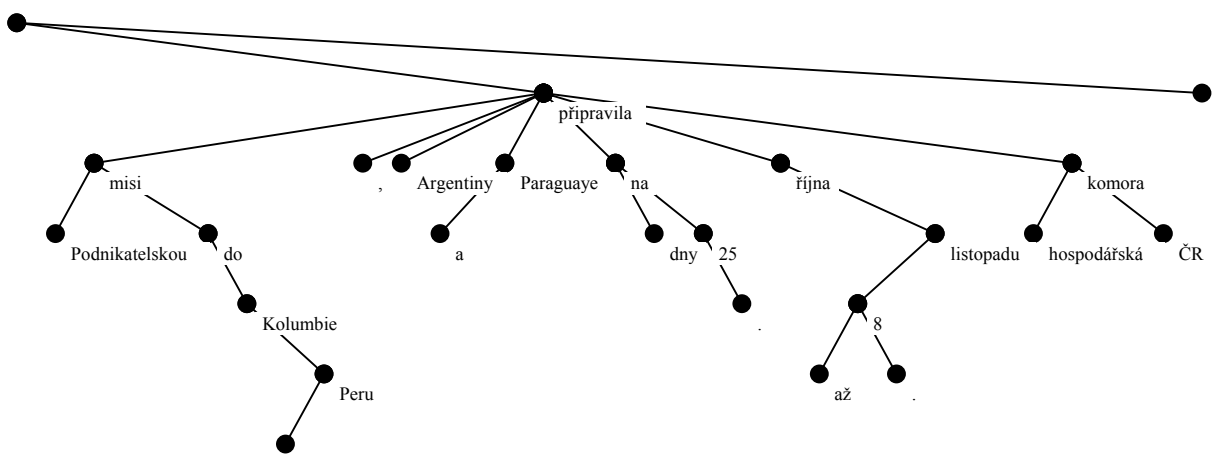 připravila
misi , Argentiny Paraguaye na října komora
Podnikatelskou do a dny 25 listopadu hospodářská ČR
Kolumbie . 8
Peru až .